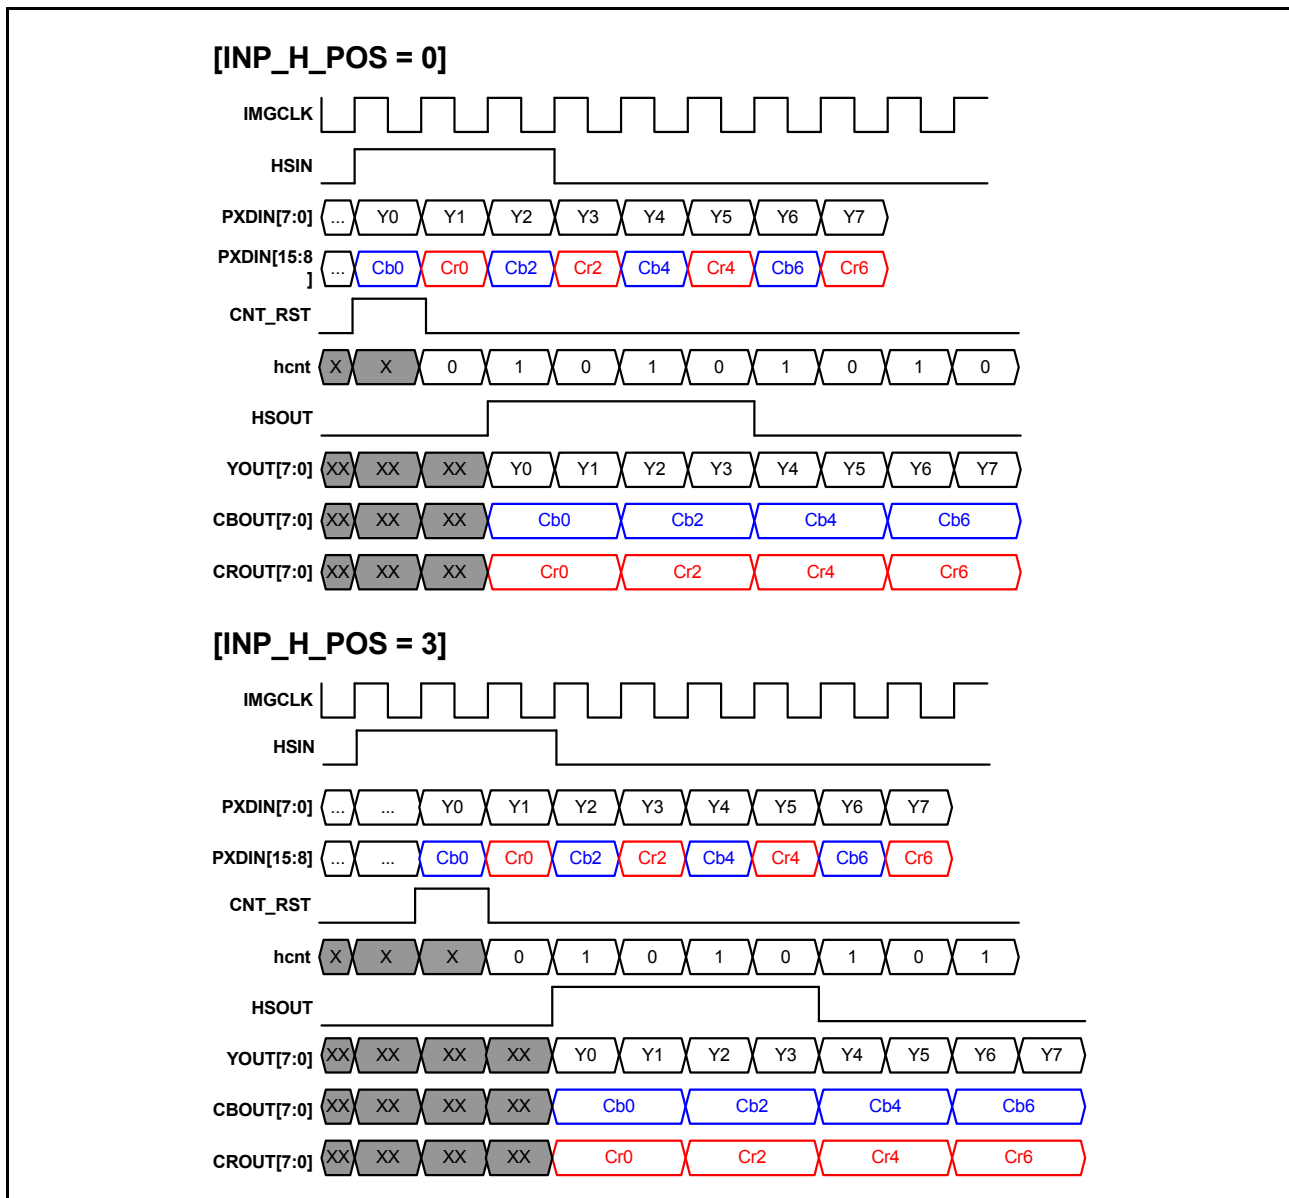 [INP_H_POS = 0]
IMGCLK
HSIN
PXDIN[7:0] ... Y0 Y1 Y2 Y3 Y4 Y5 Y6 Y7
PXDIN[15:8
] ... Cb0 Cr0 Cb2 Cr2 Cb4 Cr4 Cb6 Cr6
CNT_RST
hcnt X X 0 1 0 1 0 1 0 1 0
HSOUT
YOUT[7:0] XX XX XX Y0 Y1 Y2 Y3 Y4 Y5 Y6 Y7
CBOUT[7:0] XX XX XX Cb0 Cb2 Cb4 Cb6
CROUT[7:0] XX XX XX Cr0 Cr2 Cr4 Cr6
[INP_H_POS = 3]
IMGCLK
HSIN
PXDIN[7:0] ... ... Y0 Y1 Y2 Y3 Y4 Y5 Y6 Y7
PXDIN[15:8] ... ... Cb0 Cr0 Cb2 Cr2 Cb4 Cr4 Cb6 Cr6
CNT_RST
hcnt X X X 0 1 0 1 0 1 0 1
HSOUT
YOUT[7:0] XX XX XX XX Y0 Y1 Y2 Y3 Y4 Y5 Y6 Y7
CBOUT[7:0] XX XX XX XX Cb0 Cb2 Cb4 Cb6
CROUT[7:0] XX XX XX XX Cr0 Cr2 Cr4 Cr6